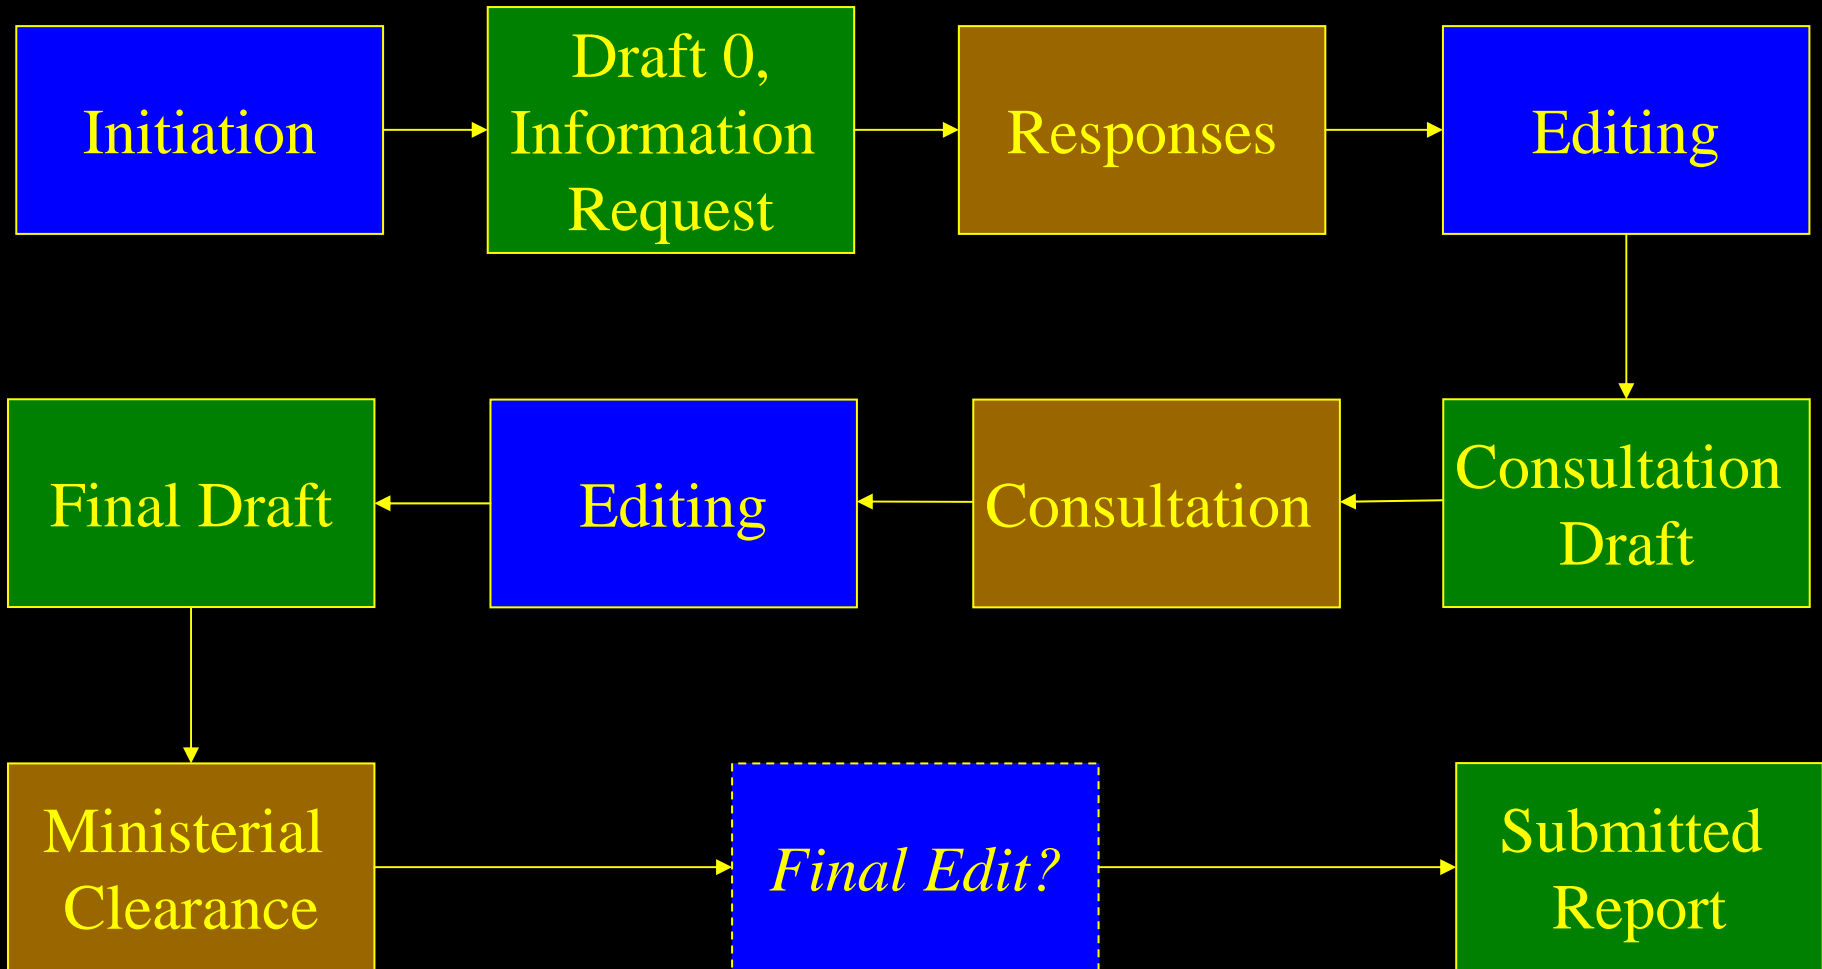 Initiation
Draft 0,
Information
Request
Responses
Editing
Final Draft
Editing
Consultation
Consultation
Draft
Ministerial
Clearance
Final Edit?
Submitted
Report